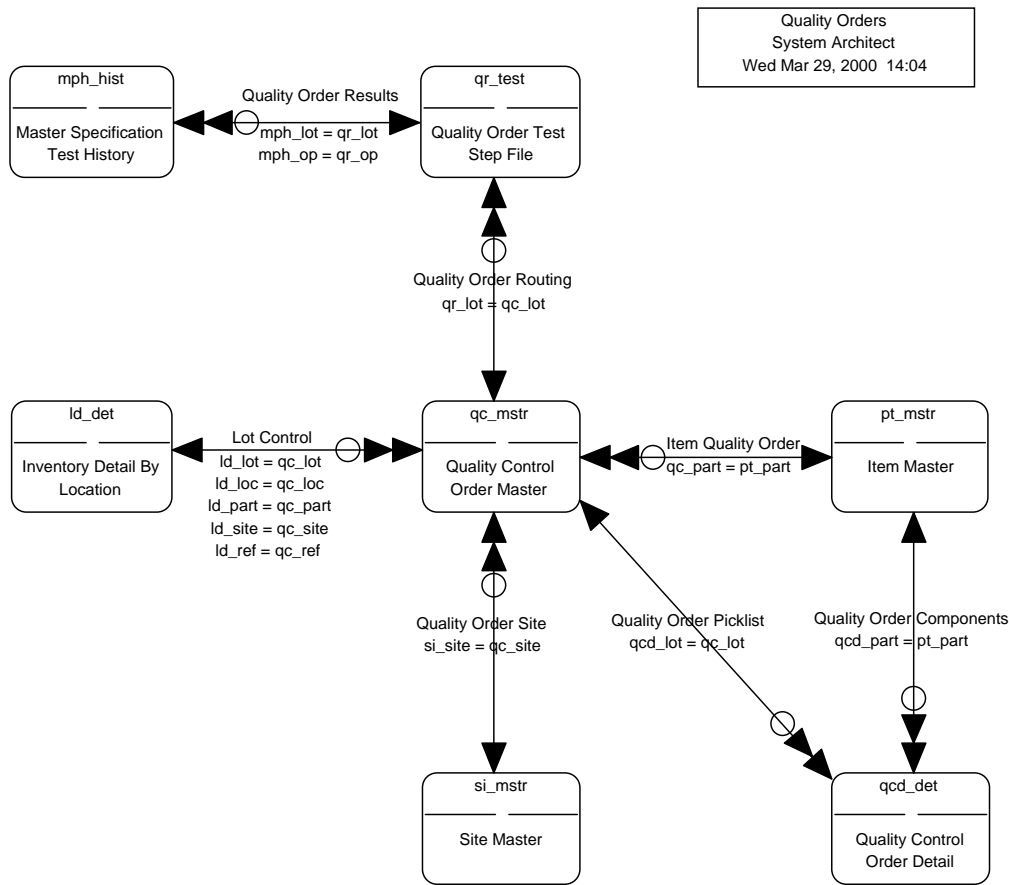 Quality Orders
System Architect
Wed Mar 29, 2000 14:04
mph_hist
Master Specification
Test History
Quality Order Results
mph_lot = qr_lot
mph_op = qr_op
qr_test
Quality Order Test
Step File
Quality Order Routing
qr_lot = qc_lot
ld_det
Inventory Detail By
Location
Lot Control
ld_lot = qc_lot
ld_loc = qc_loc
ld_part = qc_part
ld_site = qc_site
ld_ref = qc_ref
qc_mstr
Quality Control
Order Master
Item Quality Order
qc_part = pt_part
pt_mstr
Item Master
Quality Order Site
si_site = qc_site
Quality Order Picklist
qcd_lot = qc_lot
Quality Order Components
qcd_part = pt_part
si_mstr
Site Master
qcd_det
Quality Control
Order Detail